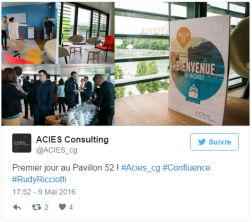 BIENVENUE
À BORD !
ACIES Consulting
@ACIES_cg
Suivre
Premier jour au Pavillon 52 ! #Acies_cg #Confluence
#RudyRicciotti
17:52 - 9 Mai 2016
2
4